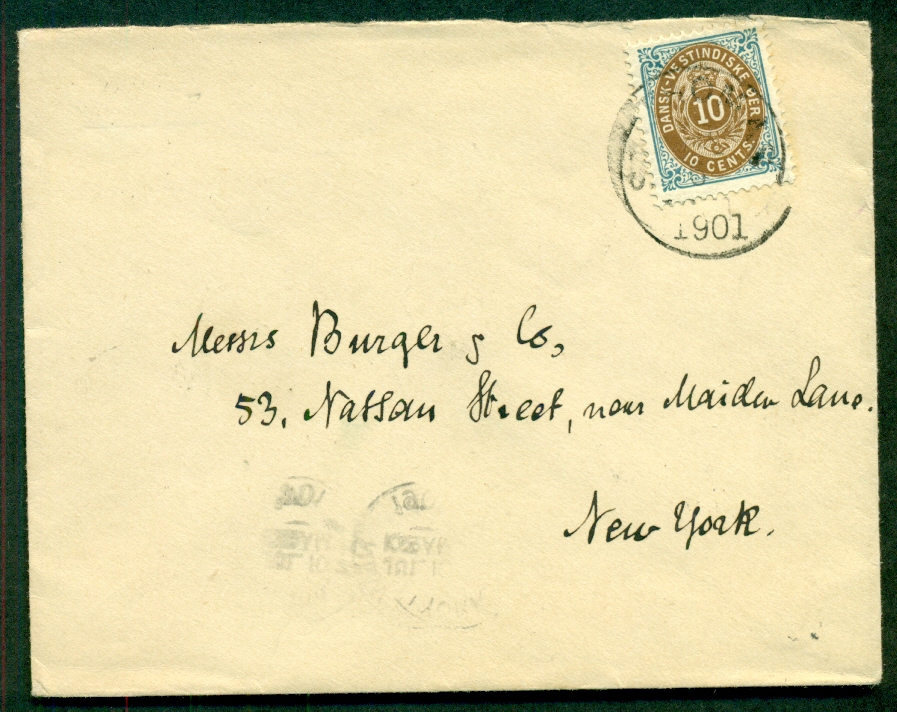 DANSK-VESTINDISKE ØER
10
10 CENTS.
1901
Messrs Burger & Co,
53. Nassau Street, near Maiden Lane.
New York.